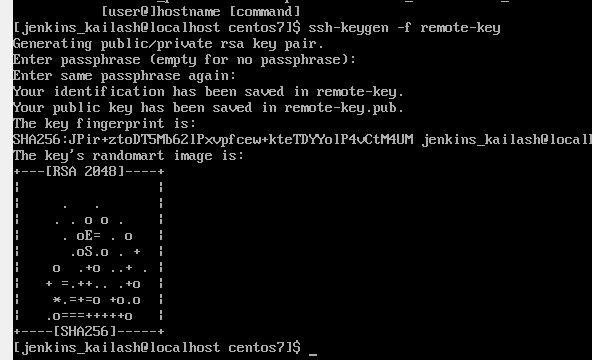 [user@]hostname [command]
[jenkins_kailash@localhost centos7]$ ssh-keygen -f remote-key
Generating public/private rsa key pair.
Enter passphrase (empty for no passphrase):
Enter same passphrase again:
Your identification has been saved in remote-key.
Your public key has been saved in remote-key.pub.
The key fingerprint is:
SHA256:JPir+ztoDT5Mb62lPxvpfcew+kteTDYYolP4vCtM4UM jenkins_kailash@local
The key's randomart image is:
+---[RSA 2048]----+
|                 |
|     .   .       |
|    . . o o .    |
|     . oE= . o   |
|      .oS.o . +  |
|    o  .+o ..+ . |
|   + =.++.. .+o  |
|    *.=+=o +o.o  |
|   .o===+++++o   |
+----[SHA256]-----+
[jenkins_kailash@localhost centos7]$ _